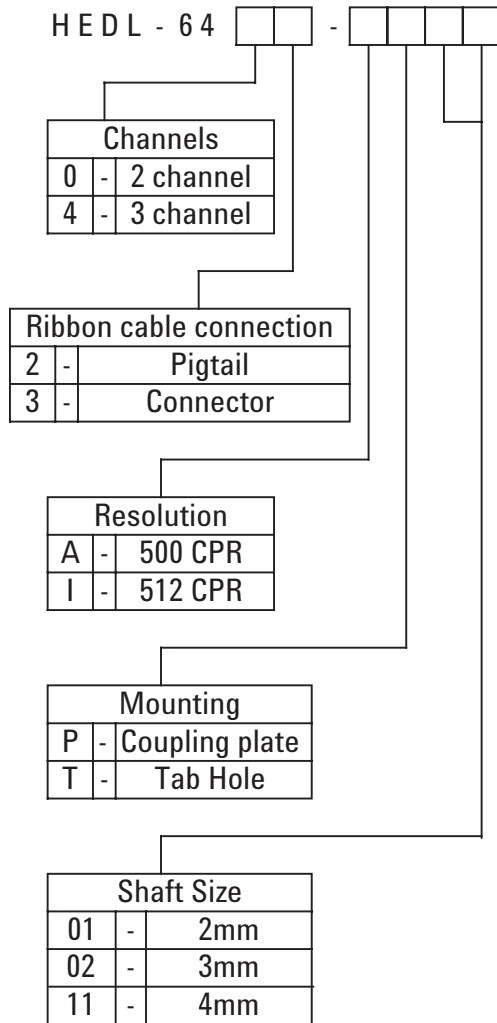 HEDL - 64 -
Channels
0 - 2 channel
4 - 3 channel
Ribbon cable connection
2 - Pigtail
3 - Connector
Resolution
A - 500 CPR
I - 512 CPR
Mounting
P - Coupling plate
T - Tab Hole
Shaft Size
01 - 2mm
02 - 3mm
11 - 4mm